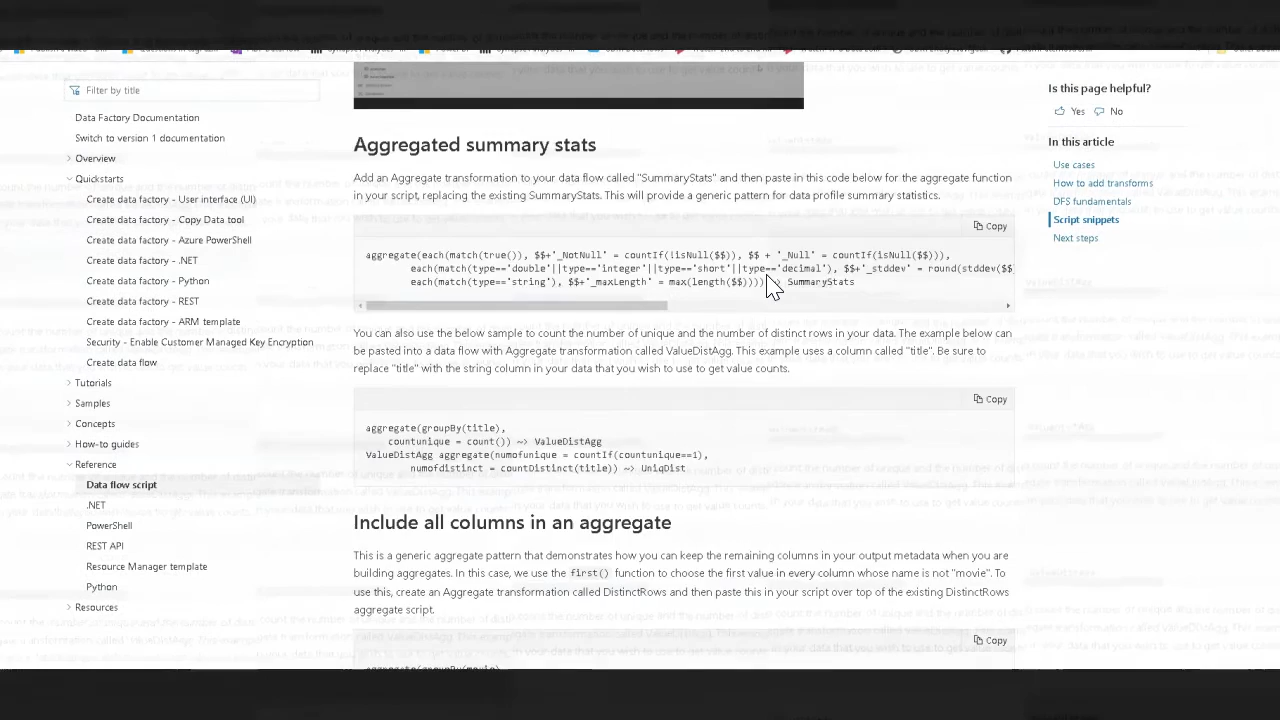 Filter by title
Data Factory Documentation
Switch to version 1 documentation
Overview
Quickstarts
Create data factory - User interface (UI)
Create data factory - Copy Data tool
Create data factory - Azure PowerShell
Create data factory - .NET
Create data factory - Python
Create data factory - REST
Create data factory - ARM template
Security - Enable Customer Managed Key Encryption
Create data flow
Tutorials
Samples
Concepts
How-to guides
Reference
Data flow script
.NET
PowerShell
REST API
Resource Manager template
Python
Resources
Aggregated summary stats
Add an Aggregate transformation to your data flow called "SummaryStats" and then paste in this code below for the aggregate function
in your script, replacing the existing SummaryStats. This will provide a generic pattern for data profile summary statistics.
Copy
aggregate(each(match(true()), $$+'_NotNull' = countIf(!isNull($$)), $$ + '_Null' = countIf(isNull($$))),
each(match(type=='double'||type=='integer'||type=='short'||type=='decimal'), $$+'_stddev' = round(stddev($$
each(match(type=='string'), $$+'_maxLength' = max(length($$)))) SummaryStats
You can also use the below sample to count the number of unique and the number of distinct rows in your data. The example below can
be pasted into a data flow with Aggregate transformation called ValueDistAgg. This example uses a column called "title". Be sure to
replace "title" with the string column in your data that you wish to use to get value counts.
Copy
aggregate(groupBy(title),
countunique = count()) ~> ValueDistAgg
ValueDistAgg aggregate(numofunique = countIf(countunique==1),
numofdistinct = countDistinct(title)) ~> UniqDist
Include all columns in an aggregate
This is a generic aggregate pattern that demonstrates how you can keep the remaining columns in your output metadata when you are
building aggregates. In this case, we use the first() function to choose the first value in every column whose name is not "movie". To
use this, create an Aggregate transformation called DistinctRows and then paste this in your script over top of the existing DistinctRows
aggregate script.
Copy
aggregate(groupBy(movie),
Is this page helpful?
Yes No
In this article
Use cases
How to add transforms
DFS fundamentals
Script snippets
Next steps